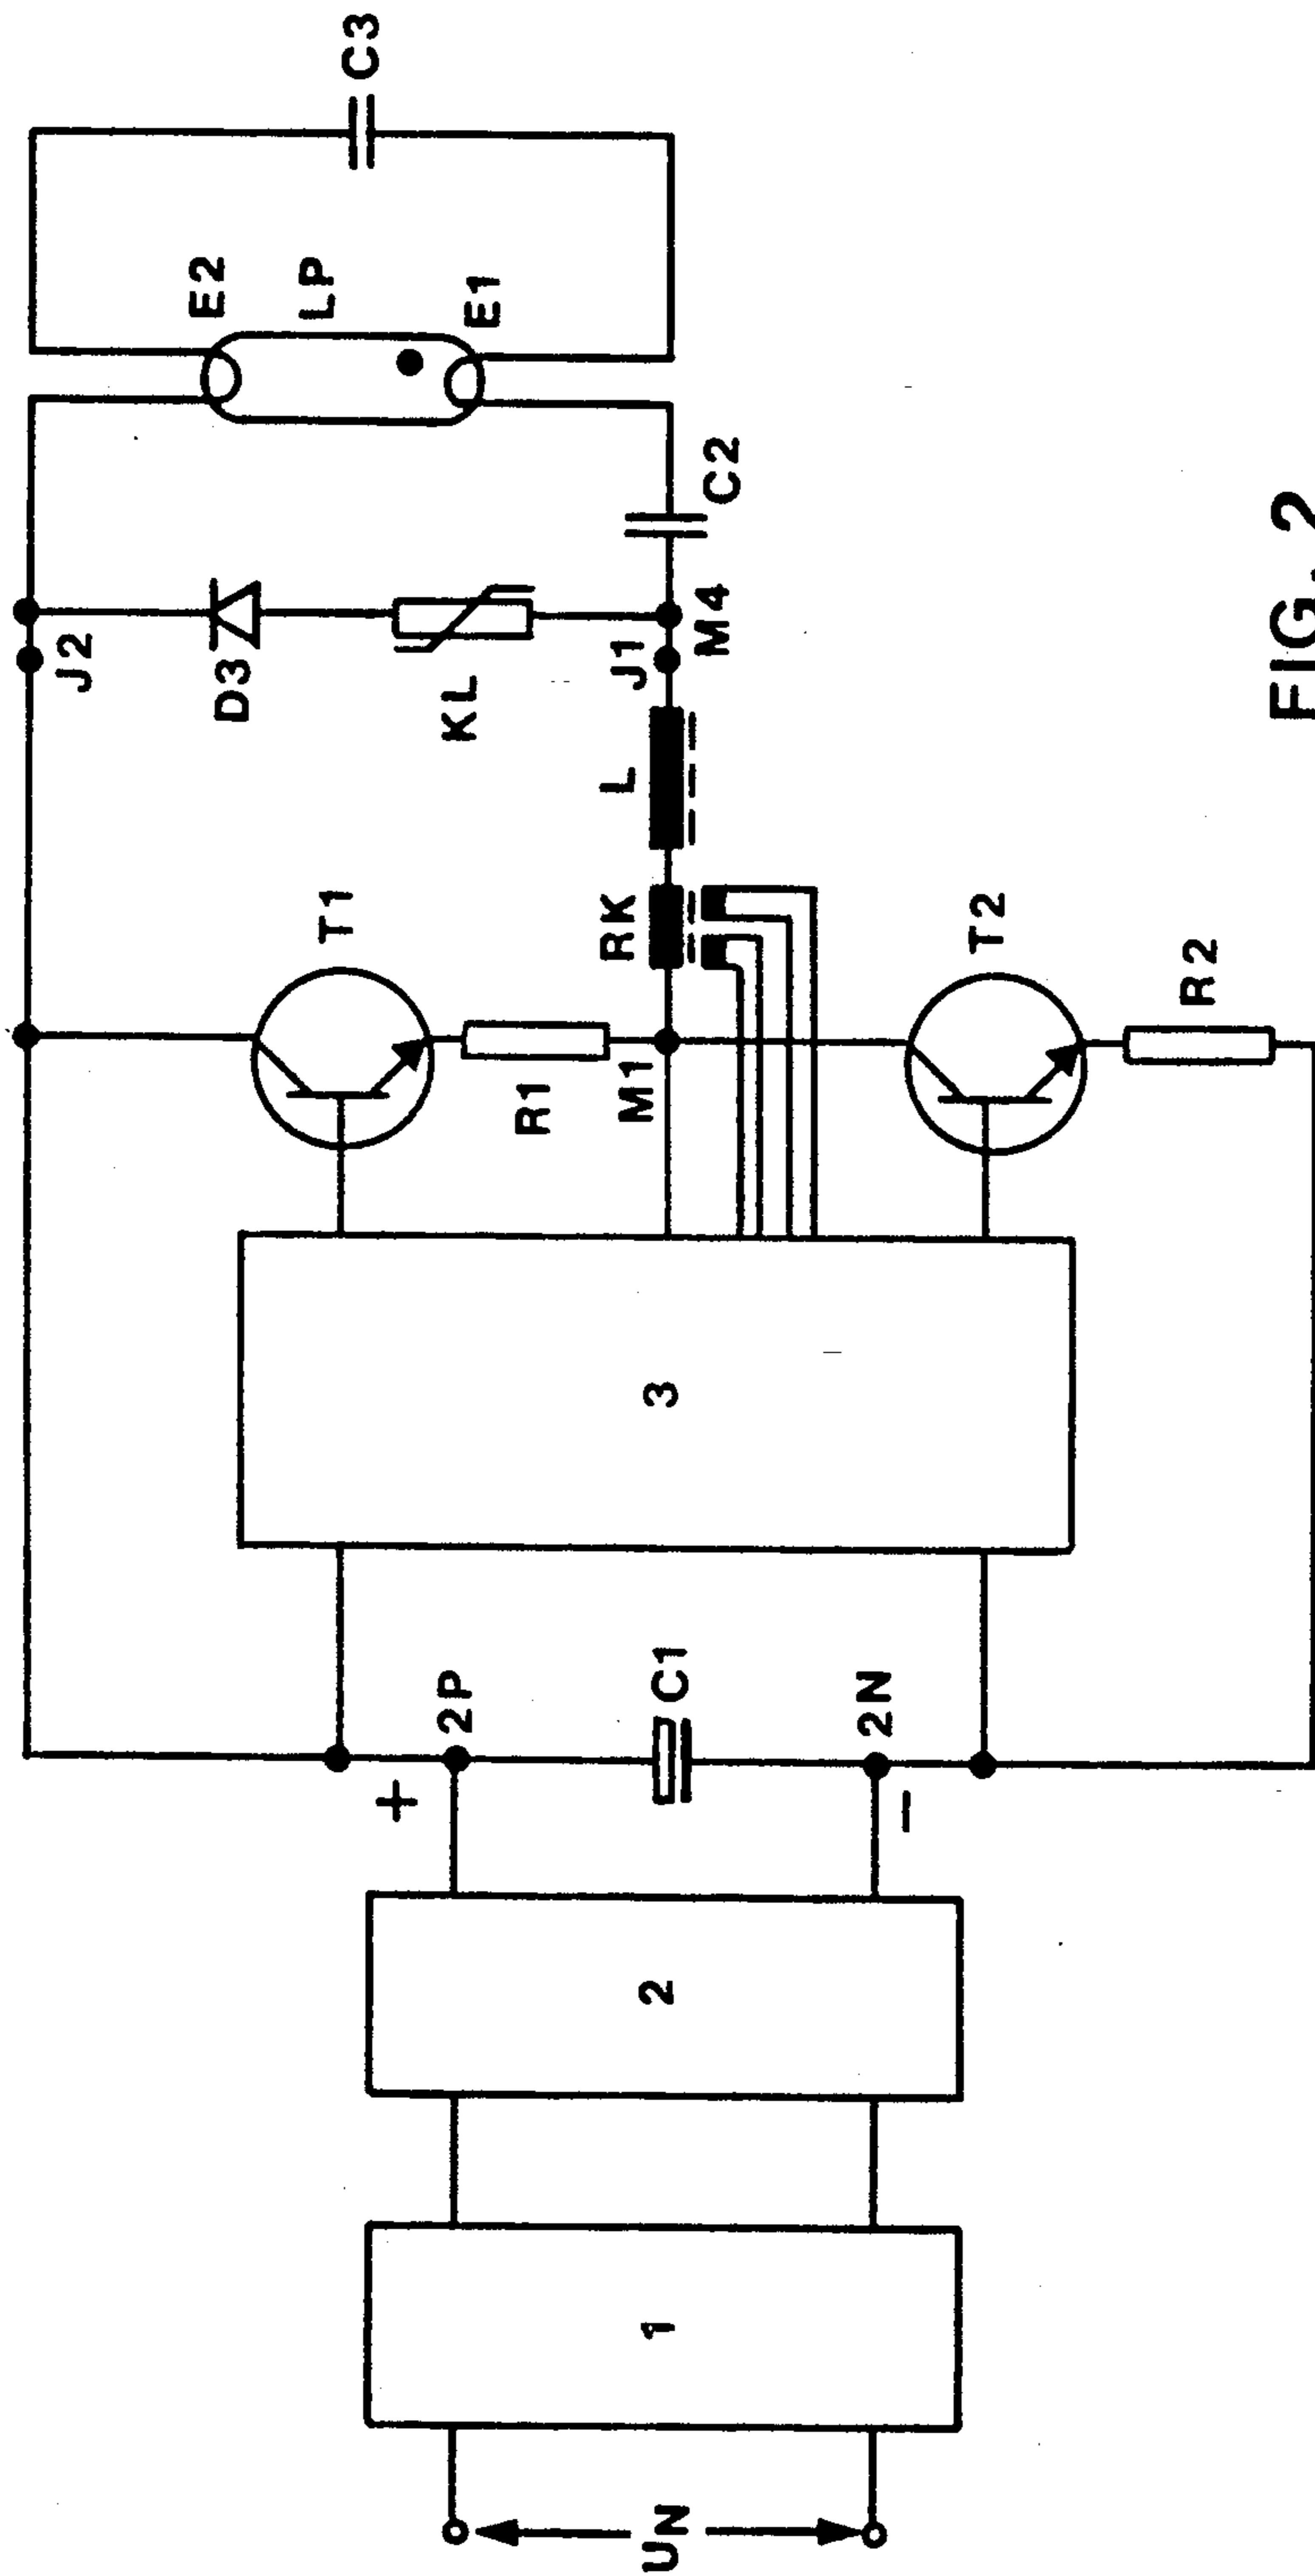 UN
1
2
+
2P
C1
2N
−
3
T1
R1
M1
RK
L
T2
R2
J2
D3
KL
J1
M4
C2
E2
LP
E1
C3
FIG. 2